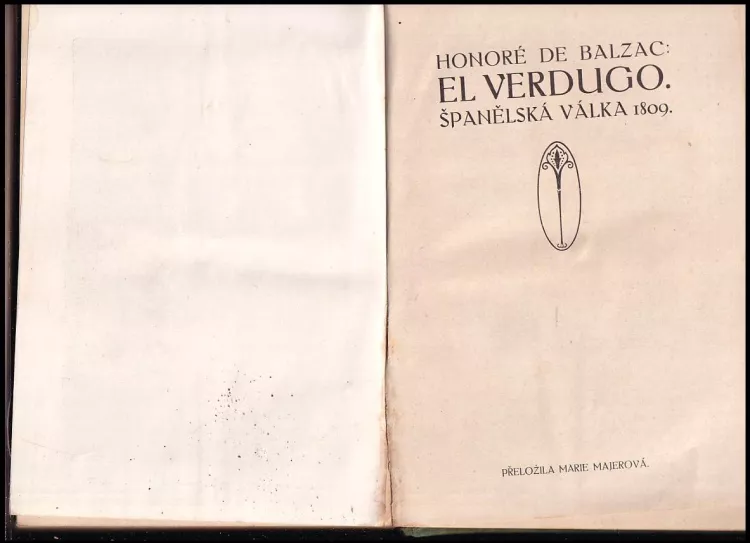 HONORÉ DE BALZAC:
EL VERDUGO.
ŠPANĚLSKÁ VÁLKA 1809.
PŘELOŽILA MARIE MAJEROVÁ.